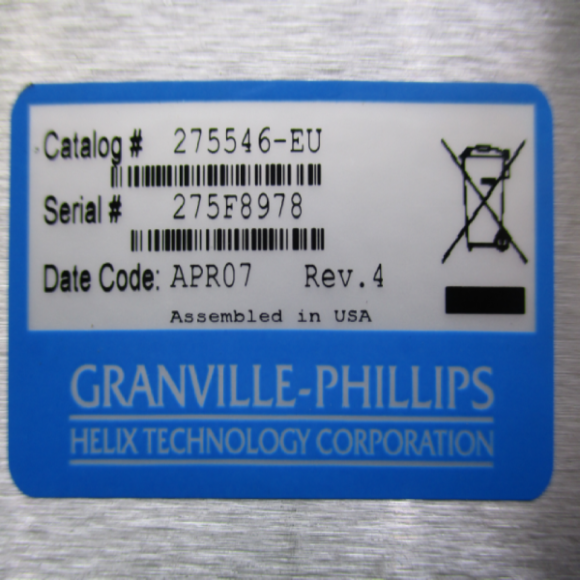 Catalog # 275546-EU
Serial # 275F8978
Date Code: APR07 Rev.4
Assembled in USA
GRANVILLE-PHILLIPS
HELIX TECHNOLOGY CORPORATION